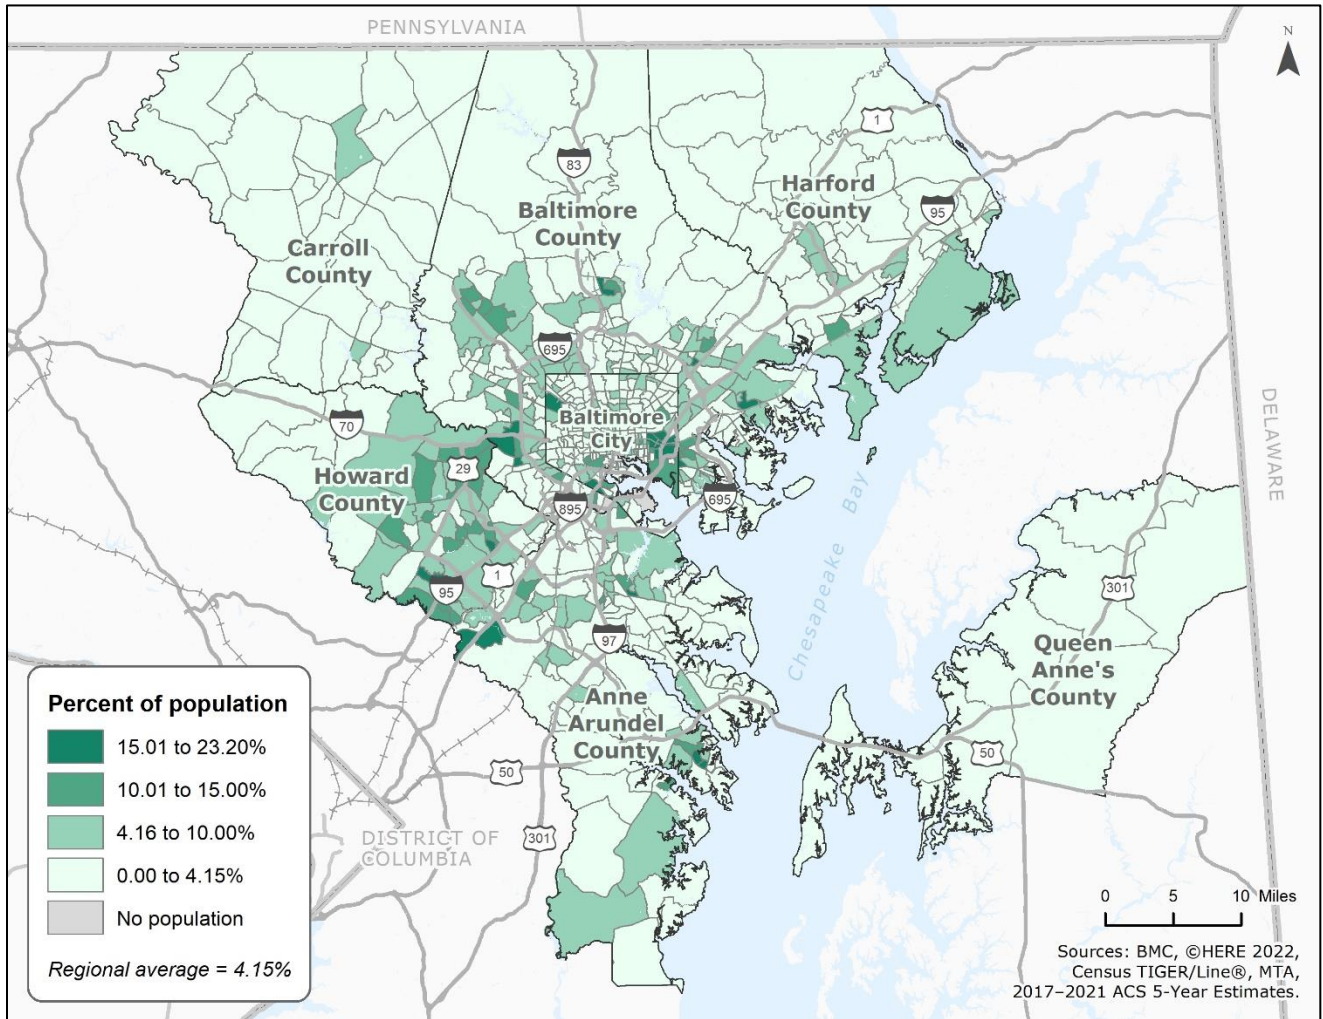 PENNSYLVANIA
N
1
83
Harford
County
95
Baltimore
County
Carroll
County
695
DELAWARE
Baltimore
City
70
29
Howard
County
695
895
Chesapeake Bay
1
95
301
97
Queen
Anne's
County
Anne
Arundel
County
50
50
301
DISTRICT OF
COLUMBIA
Percent of population
15.01 to 23.20%
10.01 to 15.00%
4.16 to 10.00%
0.00 to 4.15%
No population
Regional average = 4.15%
0 5 10 Miles
Sources: BMC, ©HERE 2022,
Census TIGER/Line®, MTA,
2017–2021 ACS 5-Year Estimates.